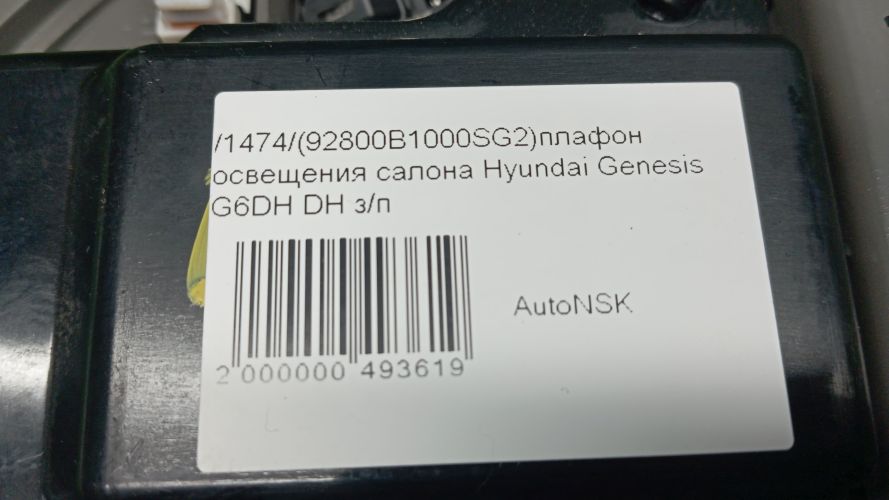 /1474/(92800B1000SG2)плафон
освещения салона Hyundai Genesis
G6DH DH з/п
AutoNSK
2 000000 493619